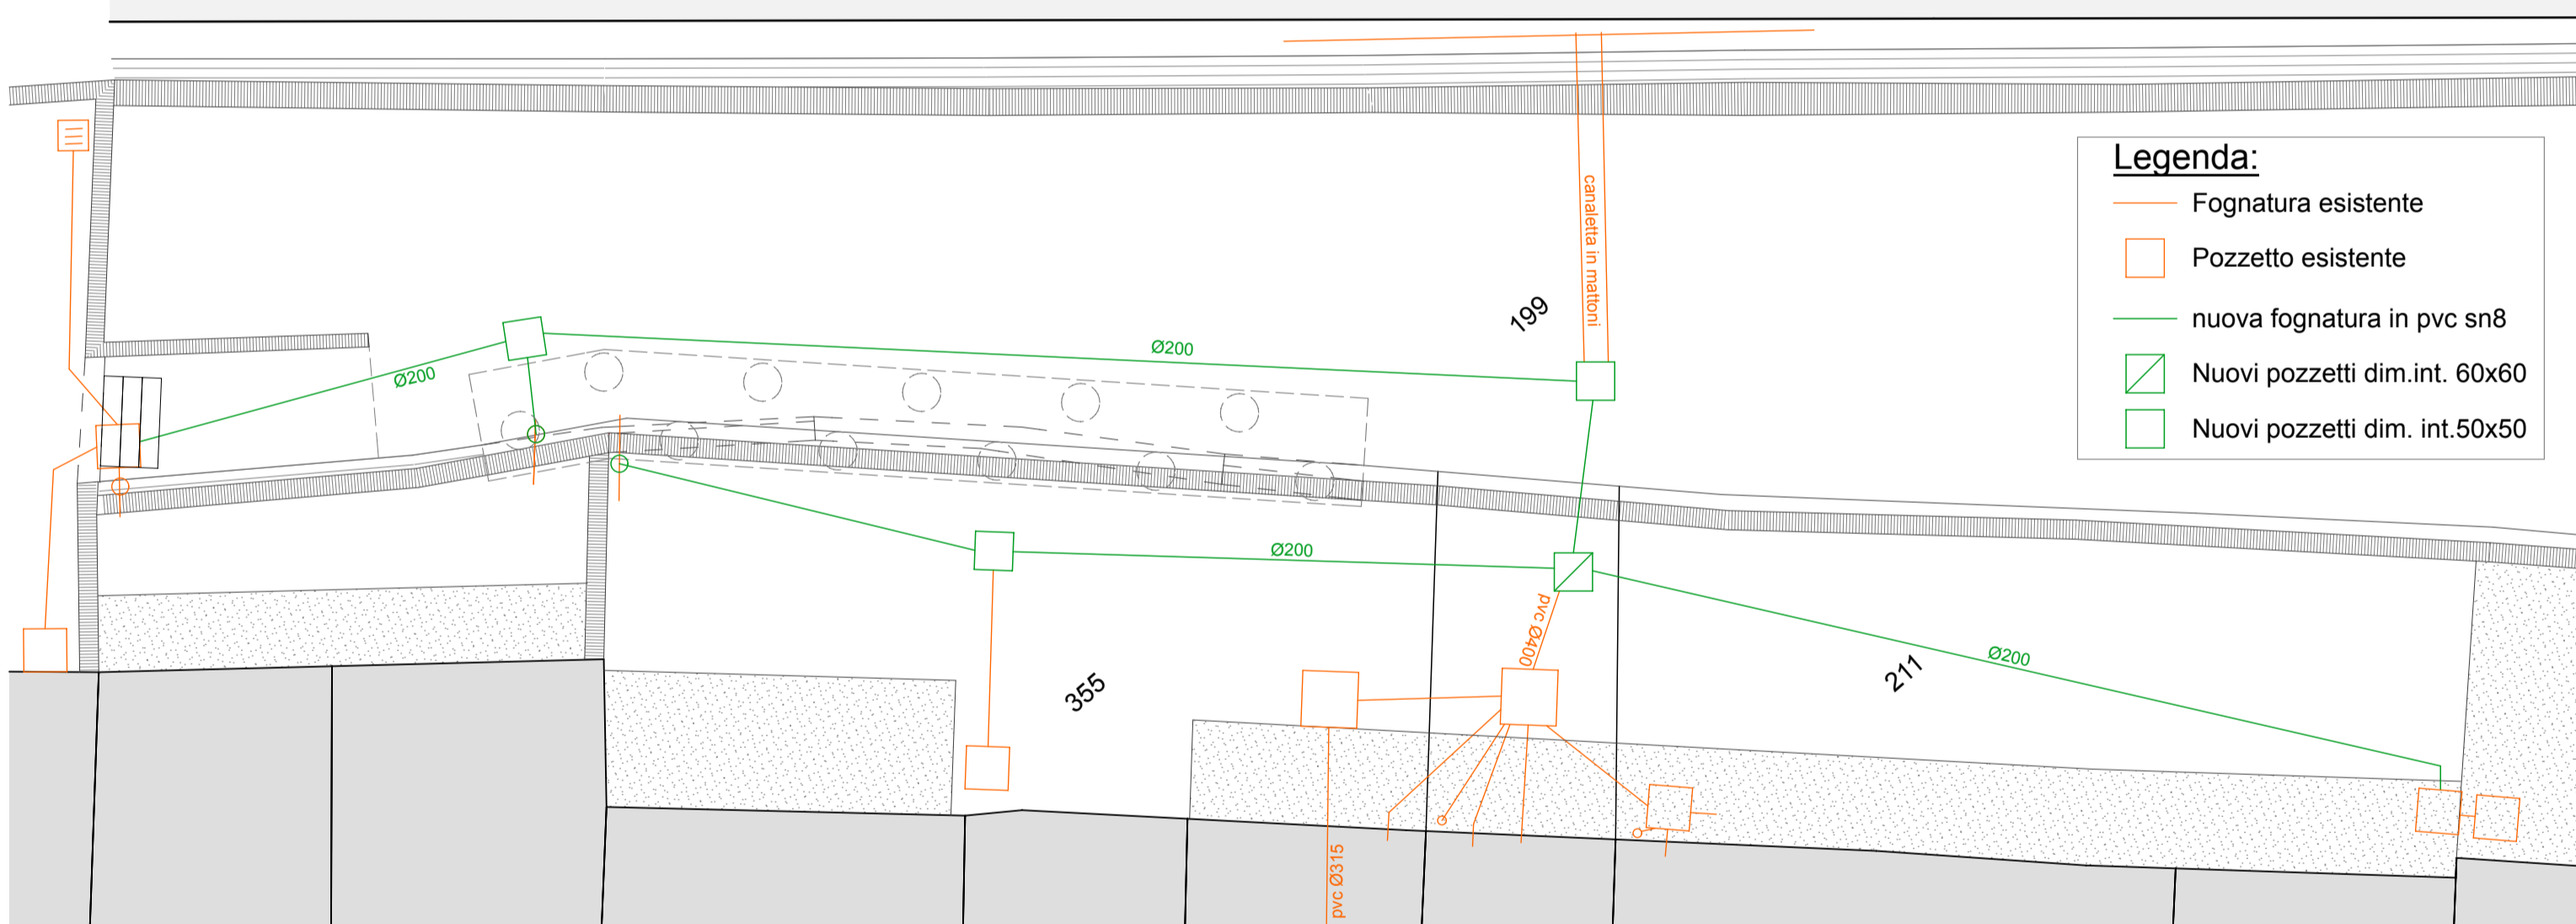 canaletta in mattoni
199
Ø200
Ø200
Ø200
pvc Ø400
355
211
Ø200
pvc Ø315
Legenda:
Fognatura esistente
Pozzetto esistente
nuova fognatura in pvc sn8
Nuovi pozzetti dim.int. 60x60
Nuovi pozzetti dim. int.50x50